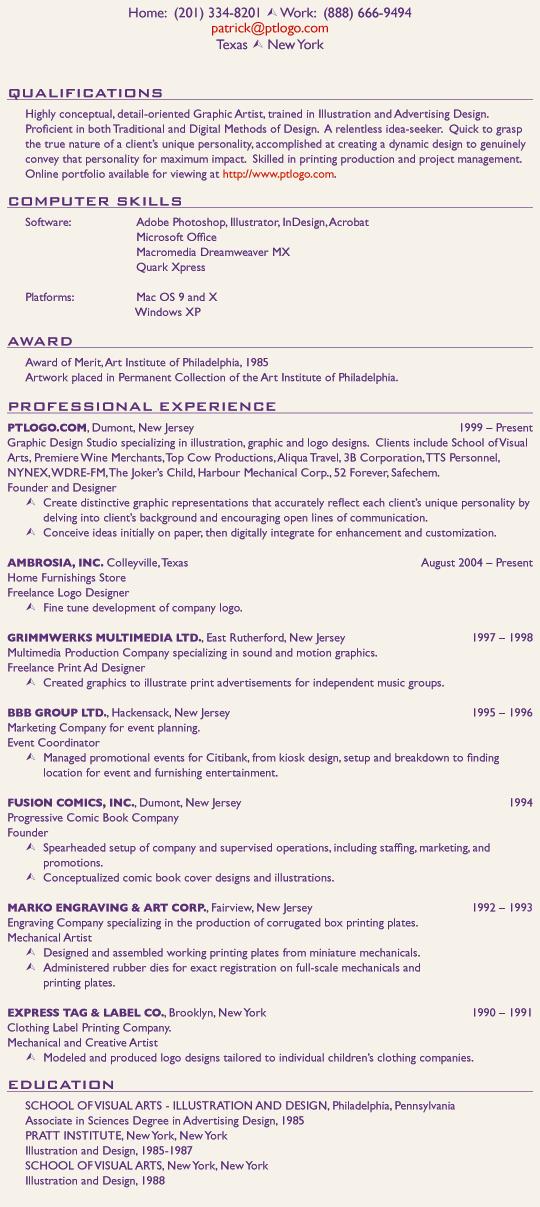 Home: (201) 334-8201 Work: (888) 666-9494
patrick@ptlogo.com
Texas New York
QUALIFICATIONS
Highly conceptual, detail-oriented Graphic Artist, trained in Illustration and Advertising Design.
Proficient in both Traditional and Digital Methods of Design. A relentless idea-seeker. Quick to grasp
the true nature of a client's unique personality, accomplished at creating a dynamic design to genuinely
convey that personality for maximum impact. Skilled in printing production and project management.
Online portfolio available for viewing at http://www.ptlogo.com.
COMPUTER SKILLS
Software: Adobe Photoshop, Illustrator, InDesign, Acrobat
Microsoft Office
Macromedia Dreamweaver MX
Quark Xpress
Platforms: Mac OS 9 and X
Windows XP
AWARD
Award of Merit, Art Institute of Philadelphia, 1985
Artwork placed in Permanent Collection of the Art Institute of Philadelphia.
PROFESSIONAL EXPERIENCE
PTLOGO.COM, Dumont, New Jersey 1999 – Present
Graphic Design Studio specializing in illustration, graphic and logo designs. Clients include School of Visual
Arts, Premiere Wine Merchants, Top Cow Productions, Aliqua Travel, 3B Corporation, TTS Personnel,
NYNEX, WDRE-FM, The Joker's Child, Harbour Mechanical Corp., 52 Forever, Safechem.
Founder and Designer
Create distinctive graphic representations that accurately reflect each client's unique personality by
delving into client's background and encouraging open lines of communication.
Conceive ideas initially on paper, then digitally integrate for enhancement and customization.
AMBROSIA, INC. Colleyville, Texas August 2004 – Present
Home Furnishings Store
Freelance Logo Designer
Fine tune development of company logo.
GRIMMWERKS MULTIMEDIA LTD., East Rutherford, New Jersey 1997 – 1998
Multimedia Production Company specializing in sound and motion graphics.
Freelance Print Ad Designer
Created graphics to illustrate print advertisements for independent music groups.
BBB GROUP LTD., Hackensack, New Jersey 1995 – 1996
Marketing Company for event planning.
Event Coordinator
Managed promotional events for Citibank, from kiosk design, setup and breakdown to finding
location for event and furnishing entertainment.
FUSION COMICS, INC., Dumont, New Jersey 1994
Progressive Comic Book Company
Founder
Spearheaded setup of company and supervised operations, including staffing, marketing, and
promotions.
Conceptualized comic book cover designs and illustrations.
MARKO ENGRAVING & ART CORP., Fairview, New Jersey 1992 – 1993
Engraving Company specializing in the production of corrugated box printing plates.
Mechanical Artist
Designed and assembled working printing plates from miniature mechanicals.
Administered rubber dies for exact registration on full-scale mechanicals and
printing plates.
EXPRESS TAG & LABEL CO., Brooklyn, New York 1990 – 1991
Clothing Label Printing Company.
Mechanical and Creative Artist
Modeled and produced logo designs tailored to individual children's clothing companies.
EDUCATION
SCHOOL OF VISUAL ARTS - ILLUSTRATION AND DESIGN, Philadelphia, Pennsylvania
Associate in Sciences Degree in Advertising Design, 1985
PRATT INSTITUTE, New York, New York
Illustration and Design, 1985-1987
SCHOOL OF VISUAL ARTS, New York, New York
Illustration and Design, 1988